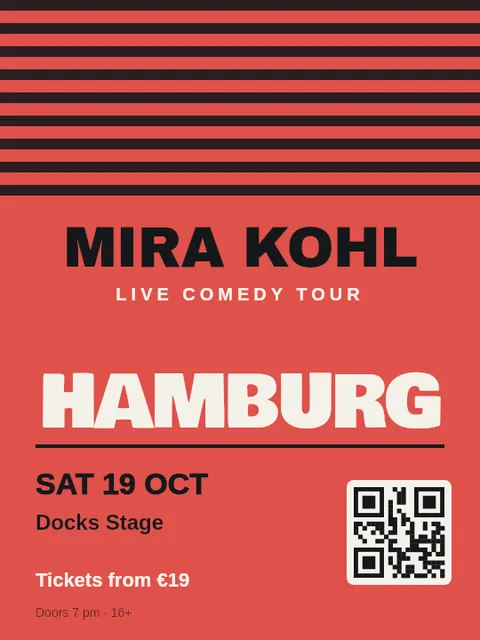 MIRA KOHL
LIVE COMEDY TOUR
HAMBURG
SAT 19 OCT
Docks Stage
Tickets from €19
Doors 7 pm · 16+